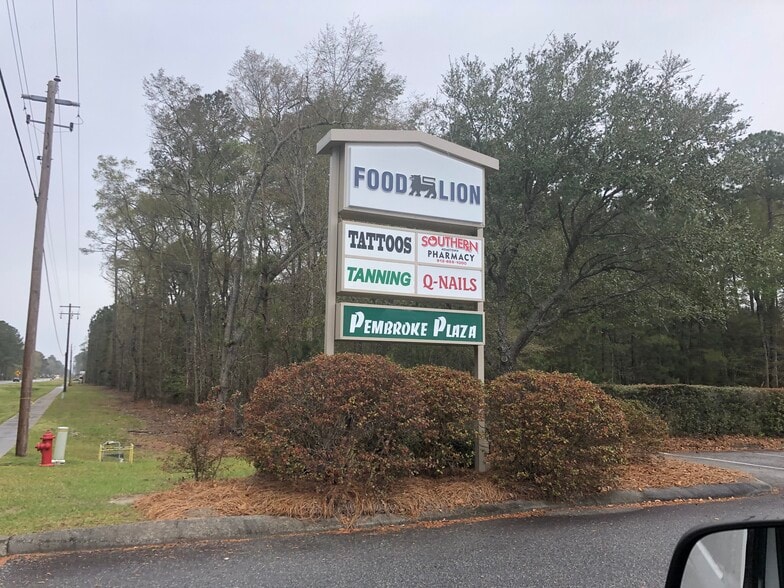 FOOD LION
TATTOOS
SOUTHERN
PHARMACY
TANNING
Q-NAILS
PEMBROKE PLAZA